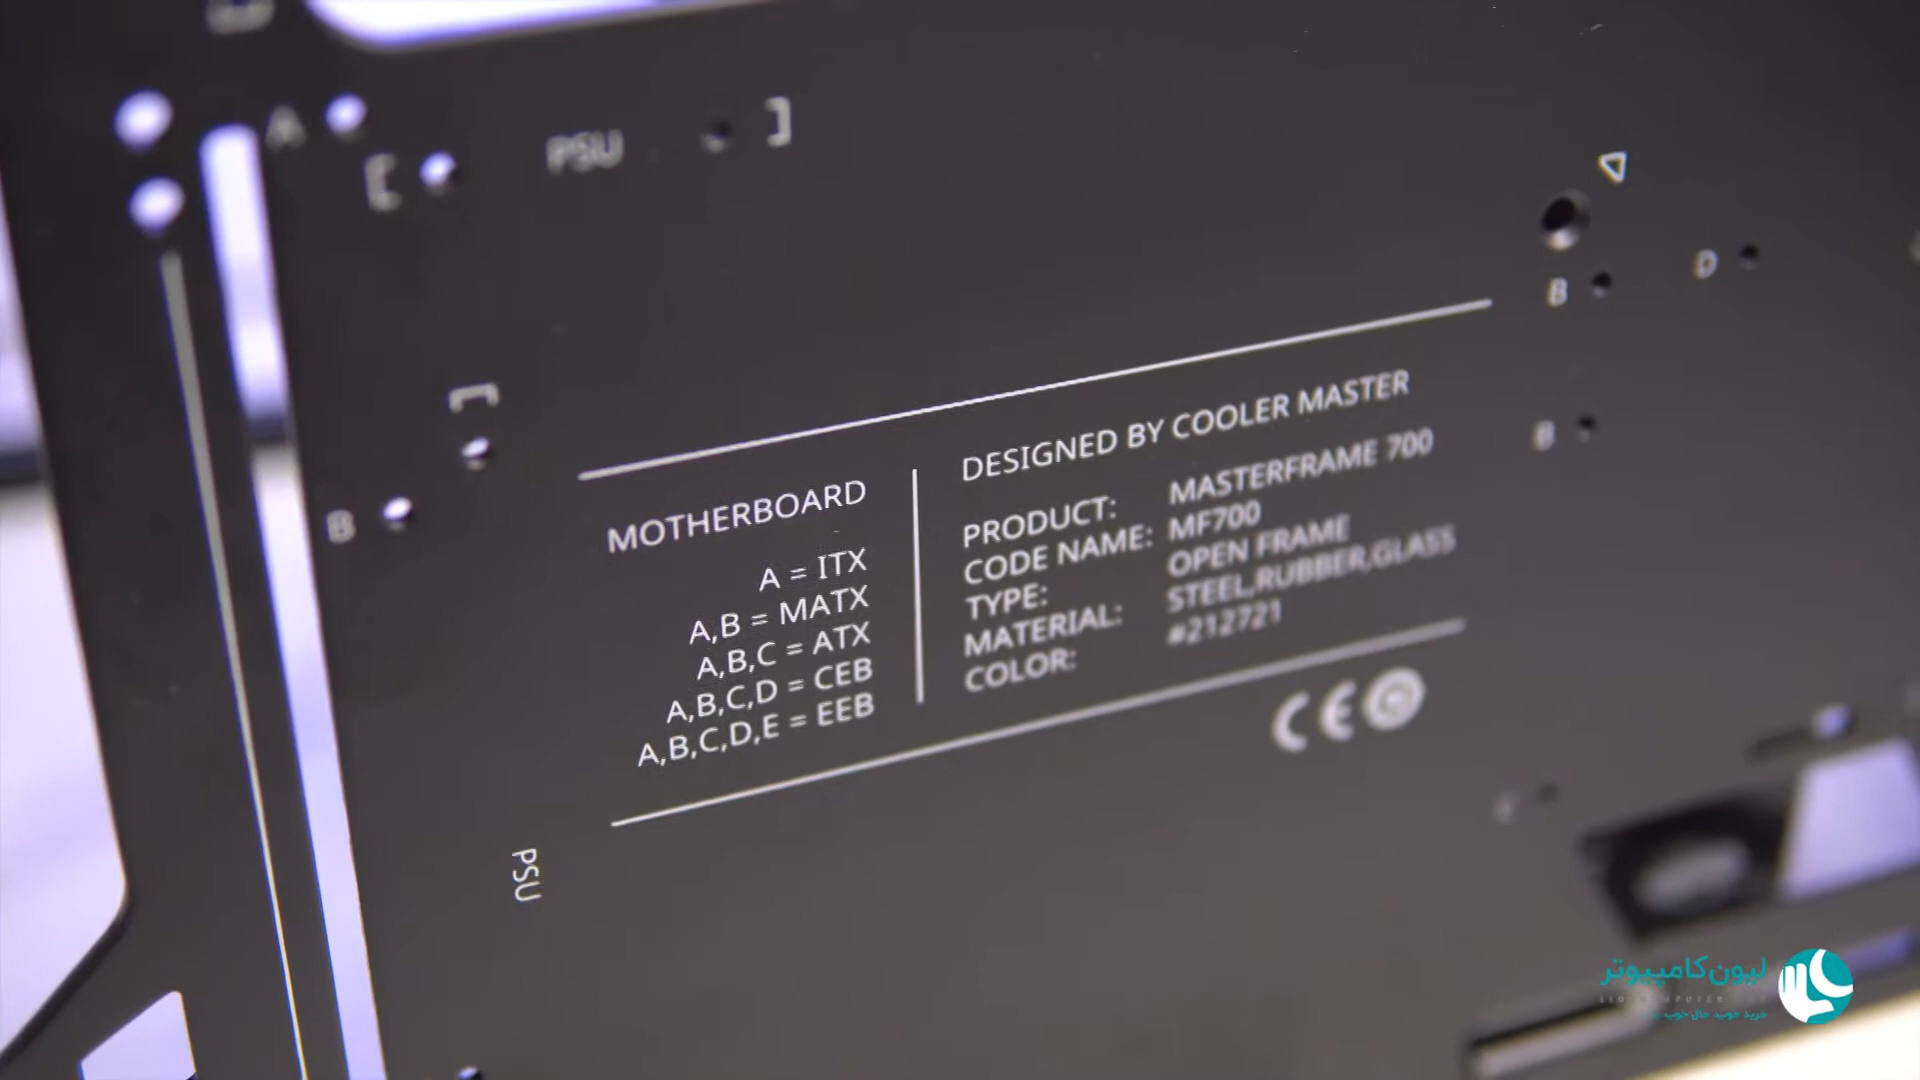 A
[ PSU ]
D
B
B
B
DESIGNED BY COOLER MASTER
MOTHERBOARD
A = ITX
A,B = MATX
A,B,C = ATX
A,B,C,D = CEB
A,B,C,D,E = EEB
PRODUCT: MASTERFRAME 700
CODE NAME: MF700
TYPE: OPEN FRAME
MATERIAL: STEEL,RUBBER,GLASS
COLOR: #212721
CE
PSU
لیون‌کامپیوتر